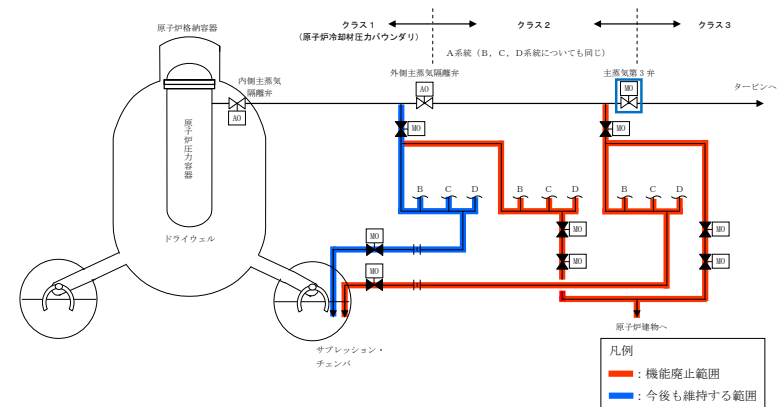 クラス1
(原子炉冷却材圧力バウンダリ)
クラス2
クラス3
A系統(B、C、D系統についても同じ)
原子炉格納容器
内側主蒸気
隔離弁
外側主蒸気隔離弁
主蒸気第3弁
タービンへ
AO
AO
MO
MO
MO
原子炉圧力容器
ドライウェル
B
C
D
B
C
D
B
C
D
MO
MO
MO
MO
MO
MO
原子炉建物へ
サプレッション・
チェンバ
凡例
:機能廃止範囲
:今後も維持する範囲